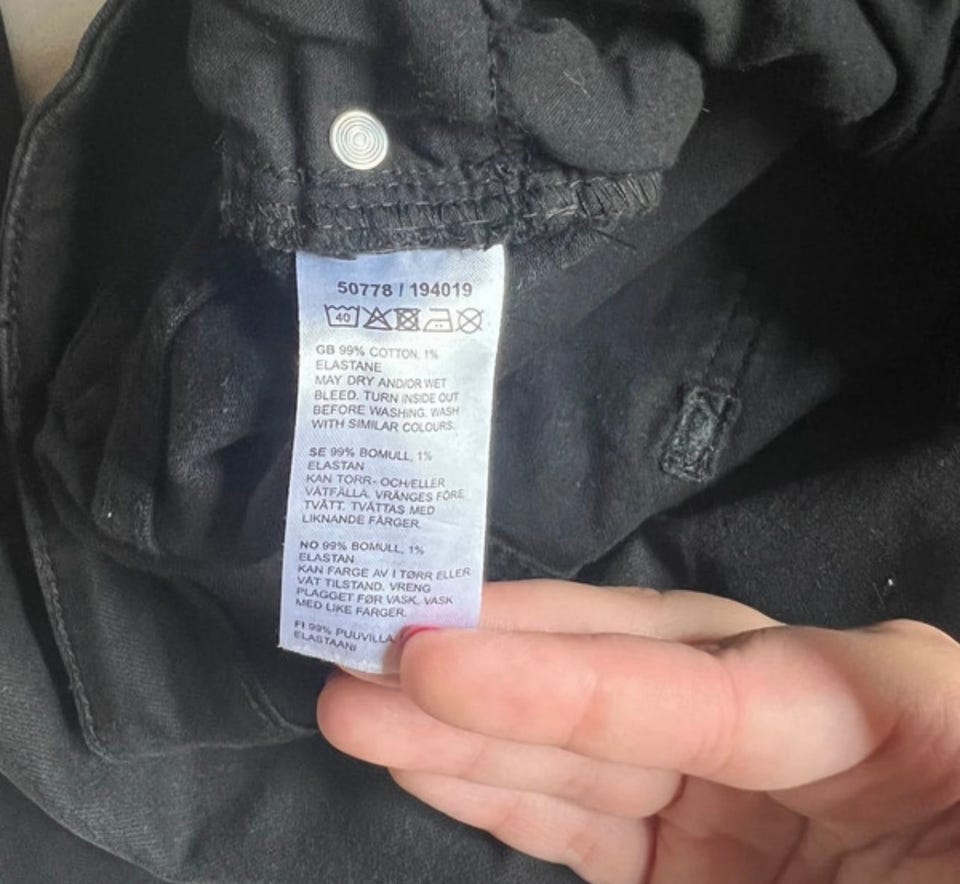 50778 / 194019
40
GB 99% COTTON, 1%
ELASTANE
MAY DRY AND/OR WET
BLEED. TURN INSIDE OUT
BEFORE WASHING. WASH
WITH SIMILAR COLOURS.
SE 99% BOMULL, 1%
ELASTAN
KAN TORR- OCH/ELLER
VÅTFÄLLA. VRÄNGES FÖRE
TVÄTT. TVÄTTAS MED
LIKNANDE FÄRGER.
NO 99% BOMULL, 1%
ELASTAN
KAN FARGE AV I TØRR ELLER
VÅT TILSTAND. VRENG
PLAGGET FØR VASK. VASK
MED LIKE FARGER.
FI 99% PUUVILLA,
ELASTAANI